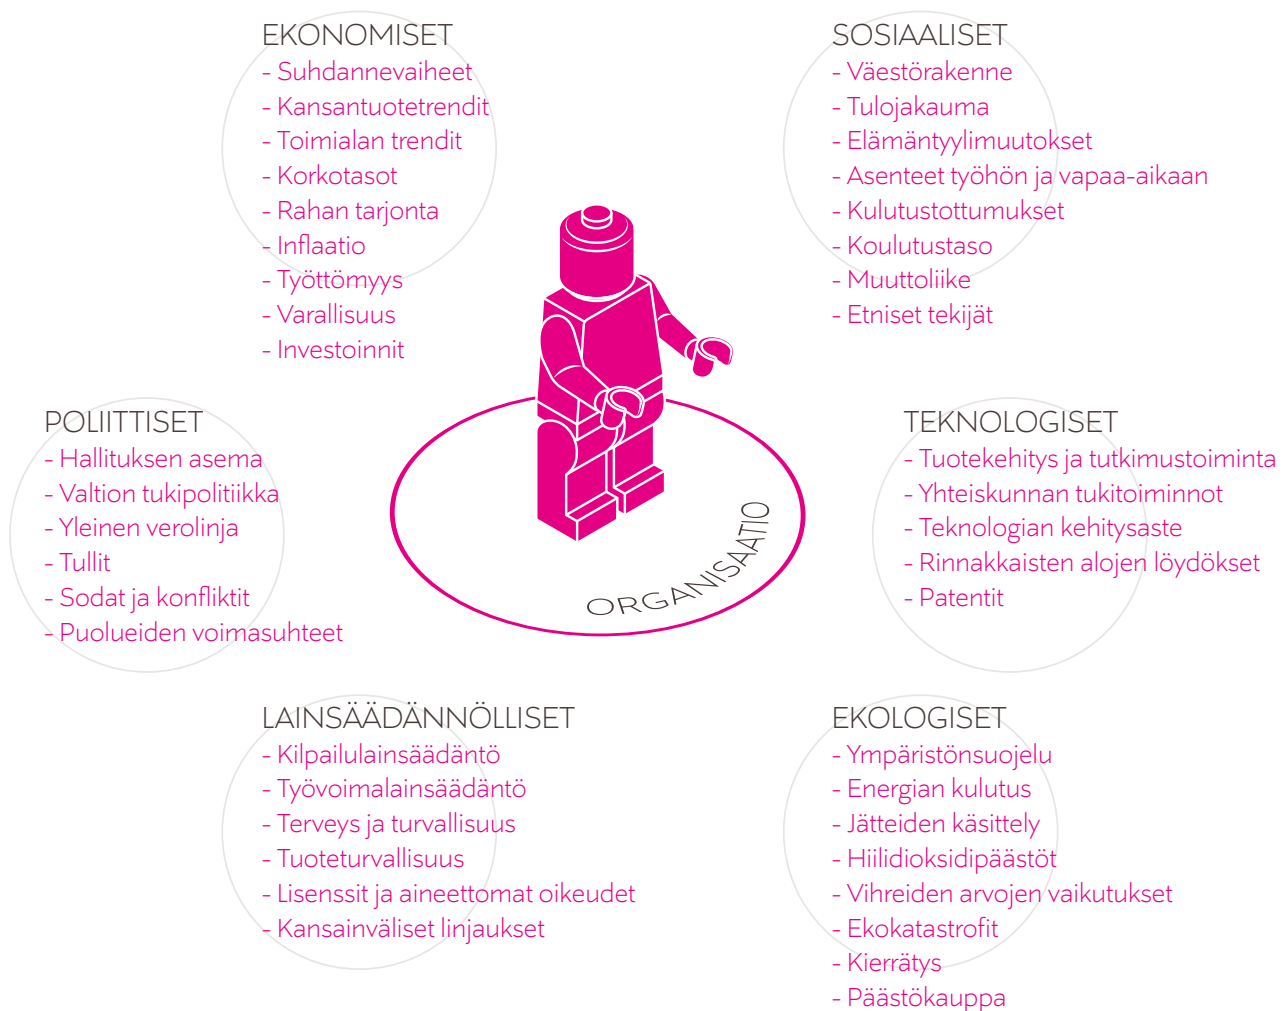 EKONOMISET
- Suhdannevaiheet
- Kansantuotetrendit
- Toimialan trendit
- Korkotasot
- Rahan tarjonta
- Inflaatio
- Työttömyys
- Varallisuus
- Investoinnit
SOSIAALISET
- Väestörakenne
- Tulojakauma
- Elämäntyylimuutokset
- Asenteet työhön ja vapaa-aikaan
- Kulutustottumukset
- Koulutustaso
- Muuttoliike
- Etniset tekijät
POLIITTISET
- Hallituksen asema
- Valtion tukipolitiikka
- Yleinen verolinja
- Tullit
- Sodat ja konfliktit
- Puolueiden voimasuhteet
ORGANISAATIO
TEKNOLOGISET
- Tuotekehitys ja tutkimustoiminta
- Yhteiskunnan tukitoiminnot
- Teknologian kehitysaste
- Rinnakkaisten alojen löydökset
- Patentit
LAINSÄÄDÄNNÖLLISET
- Kilpailulainsäädäntö
- Työvoimalainsäädäntö
- Terveys ja turvallisuus
- Tuoteturvallisuus
- Lisenssit ja aineettomat oikeudet
- Kansainväliset linjaukset
EKOLOGISET
- Ympäristönsuojelu
- Energian kulutus
- Jätteiden käsittely
- Hiilidioksidipäästöt
- Vihreiden arvojen vaikutukset
- Ekokatastrofit
- Kierrätys
- Päästökauppa